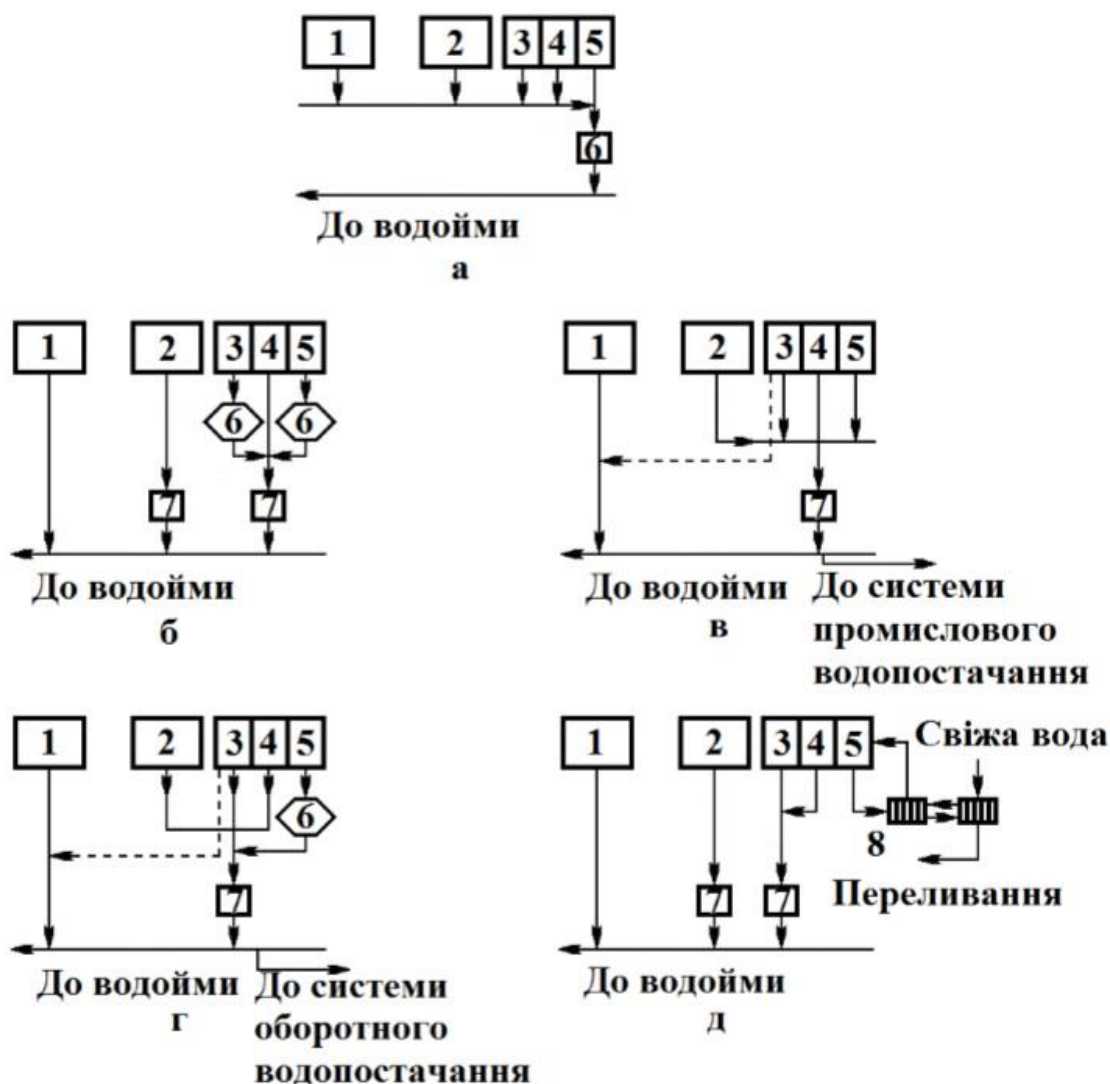 1 2 3 4 5
6
До водойми
а
1 2 3 4 5
6 6
7 7
До водойми
б
1 2 3 4 5
7
До водойми
в
До системи
промислового
водопостачання
1 2 3 4 5
6
7
До водойми
г
До системи
оборотного
водопостачання
1 2 3 4 5
Свіжа вода
8
Переливання
7 7
До водойми
д